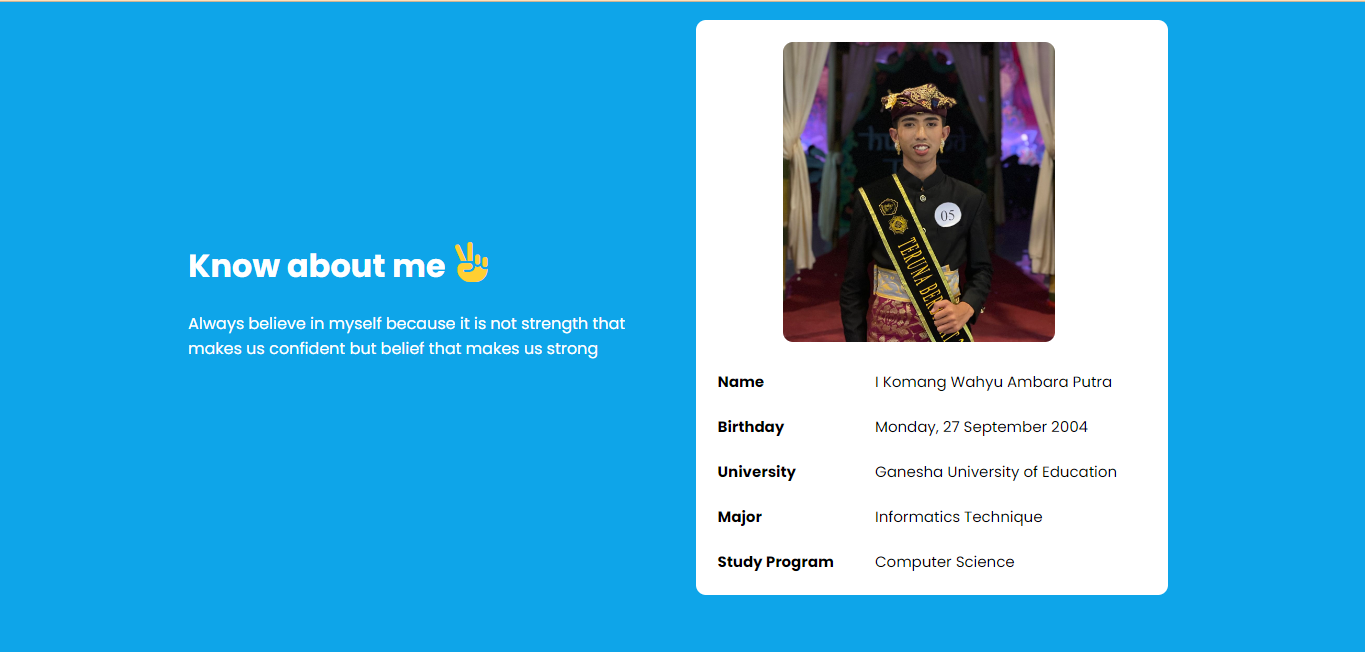 Know about me
Always believe in myself because it is not strength that
makes us confident but belief that makes us strong
05
TERUNA
Name I Komang Wahyu Ambara Putra
Birthday Monday, 27 September 2004
University Ganesha University of Education
Major Informatics Technique
Study Program Computer Science